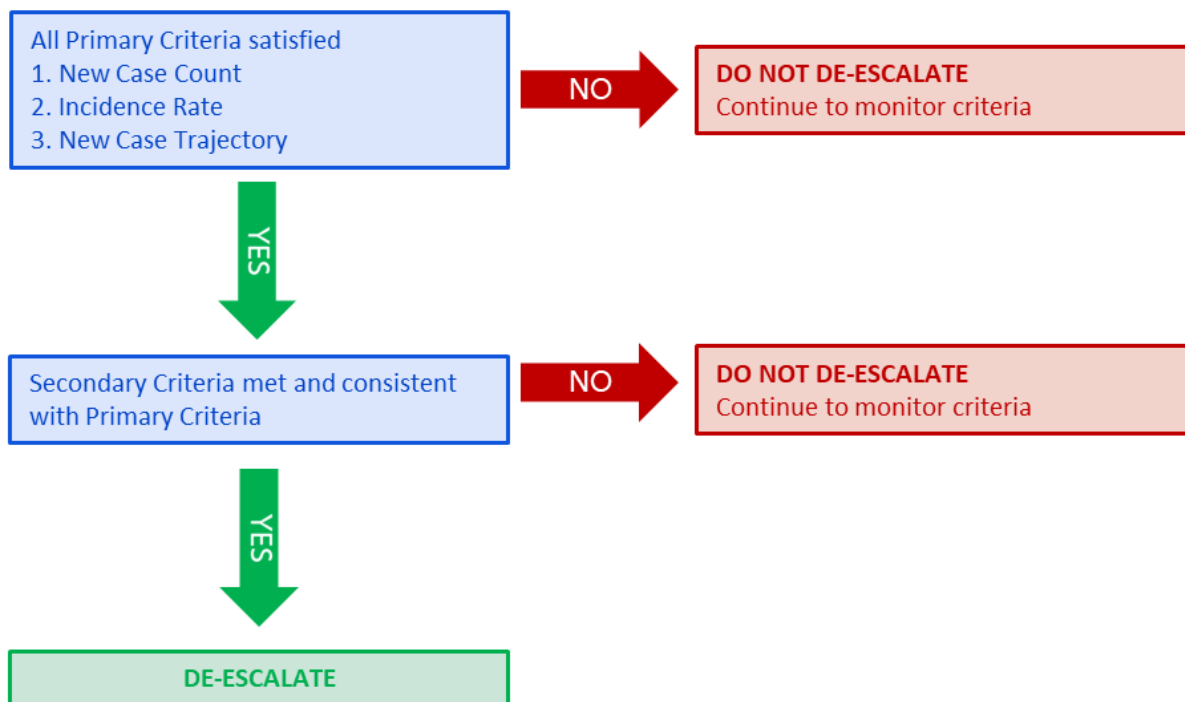 All Primary Criteria satisfied
1. New Case Count
2. Incidence Rate
3. New Case Trajectory
NO
DO NOT DE-ESCALATE
Continue to monitor criteria
YES
Secondary Criteria met and consistent
with Primary Criteria
NO
DO NOT DE-ESCALATE
Continue to monitor criteria
YES
DE-ESCALATE